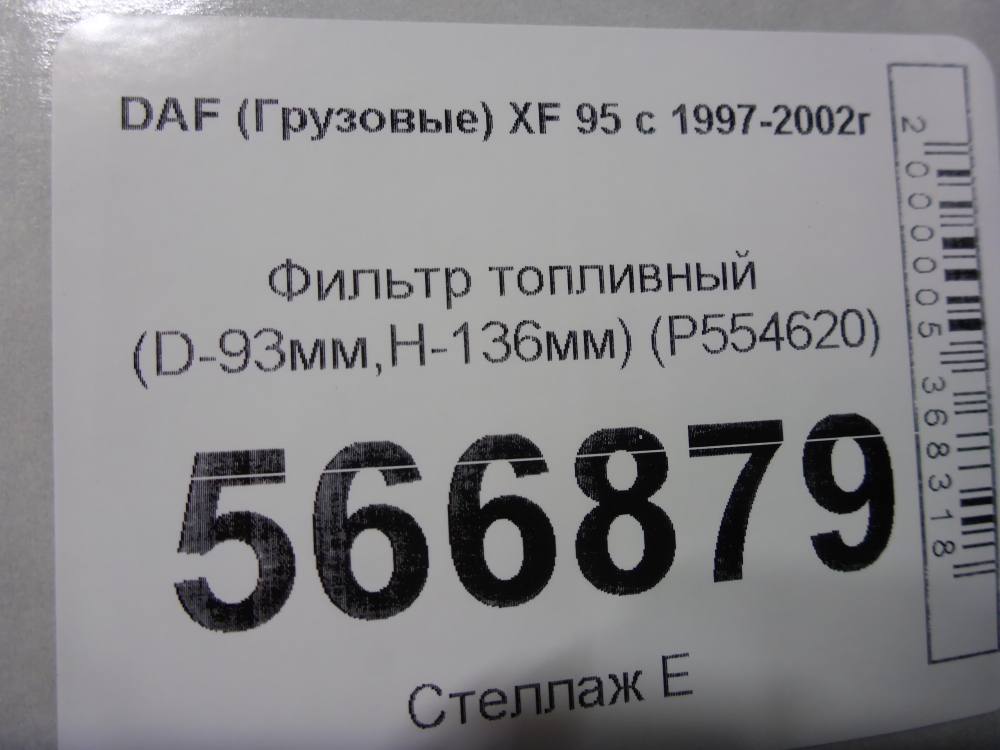 DAF (Грузовые) XF 95 с 1997-2002г
Фильтр топливный
(D-93мм,H-136мм) (P554620)
566879
Стеллаж E
2000005368318